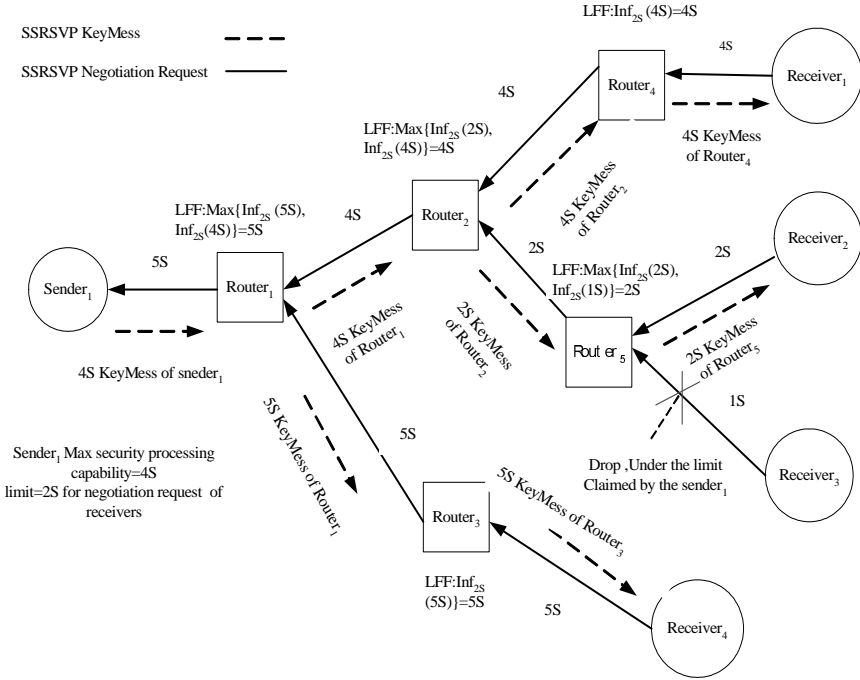 SSRSVP KeyMess
SSRSVP Negotiation Request
LFF:Inf2S (4S)=4S
4S
Router4
Receiver1
4S
4S KeyMess
of Router4
LFF:Max{Inf2S(2S),
Inf2S(4S)}=4S
4S KeyMess
of Router2
Router2
LFF:Max{Inf2S (5S),
Inf2S(4S)}=5S
4S
2S
2S
Receiver2
LFF:Max{Inf2S(2S),
Inf2S(1S)}=2S
5S
Sender1
Router1
4S KeyMess
of Router1
2S KeyMess
of Router2
Router5
2S KeyMess
of Router5
4S KeyMess of sneder1
1S
5S KeyMess of Router1
5S
Sender1 Max security processing
capability=4S
limit=2S for negotiation request of
receivers
Drop ,Under the limit
Claimed by the sender1
Receiver3
5S KeyMess of Router3
Router3
LFF:Inf2S
(5S)}=5S
5S
Receiver4